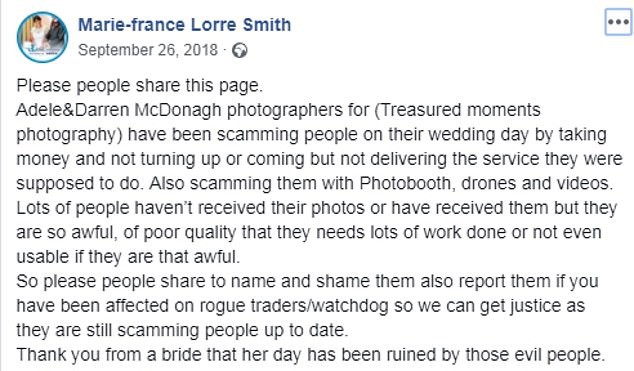 Marie-france Lorre Smith
September 26, 2018 ·
Please people share this page.
Adele&Darren McDonagh photographers for (Treasured moments
photography) have been scamming people on their wedding day by taking
money and not turning up or coming but not delivering the service they were
supposed to do. Also scamming them with Photobooth, drones and videos.
Lots of people haven't received their photos or have received them but they
are so awful, of poor quality that they needs lots of work done or not even
usable if they are that awful.
So please people share to name and shame them also report them if you
have been affected on rogue traders/watchdog so we can get justice as
they are still scamming people up to date.
Thank you from a bride that her day has been ruined by those evil people.